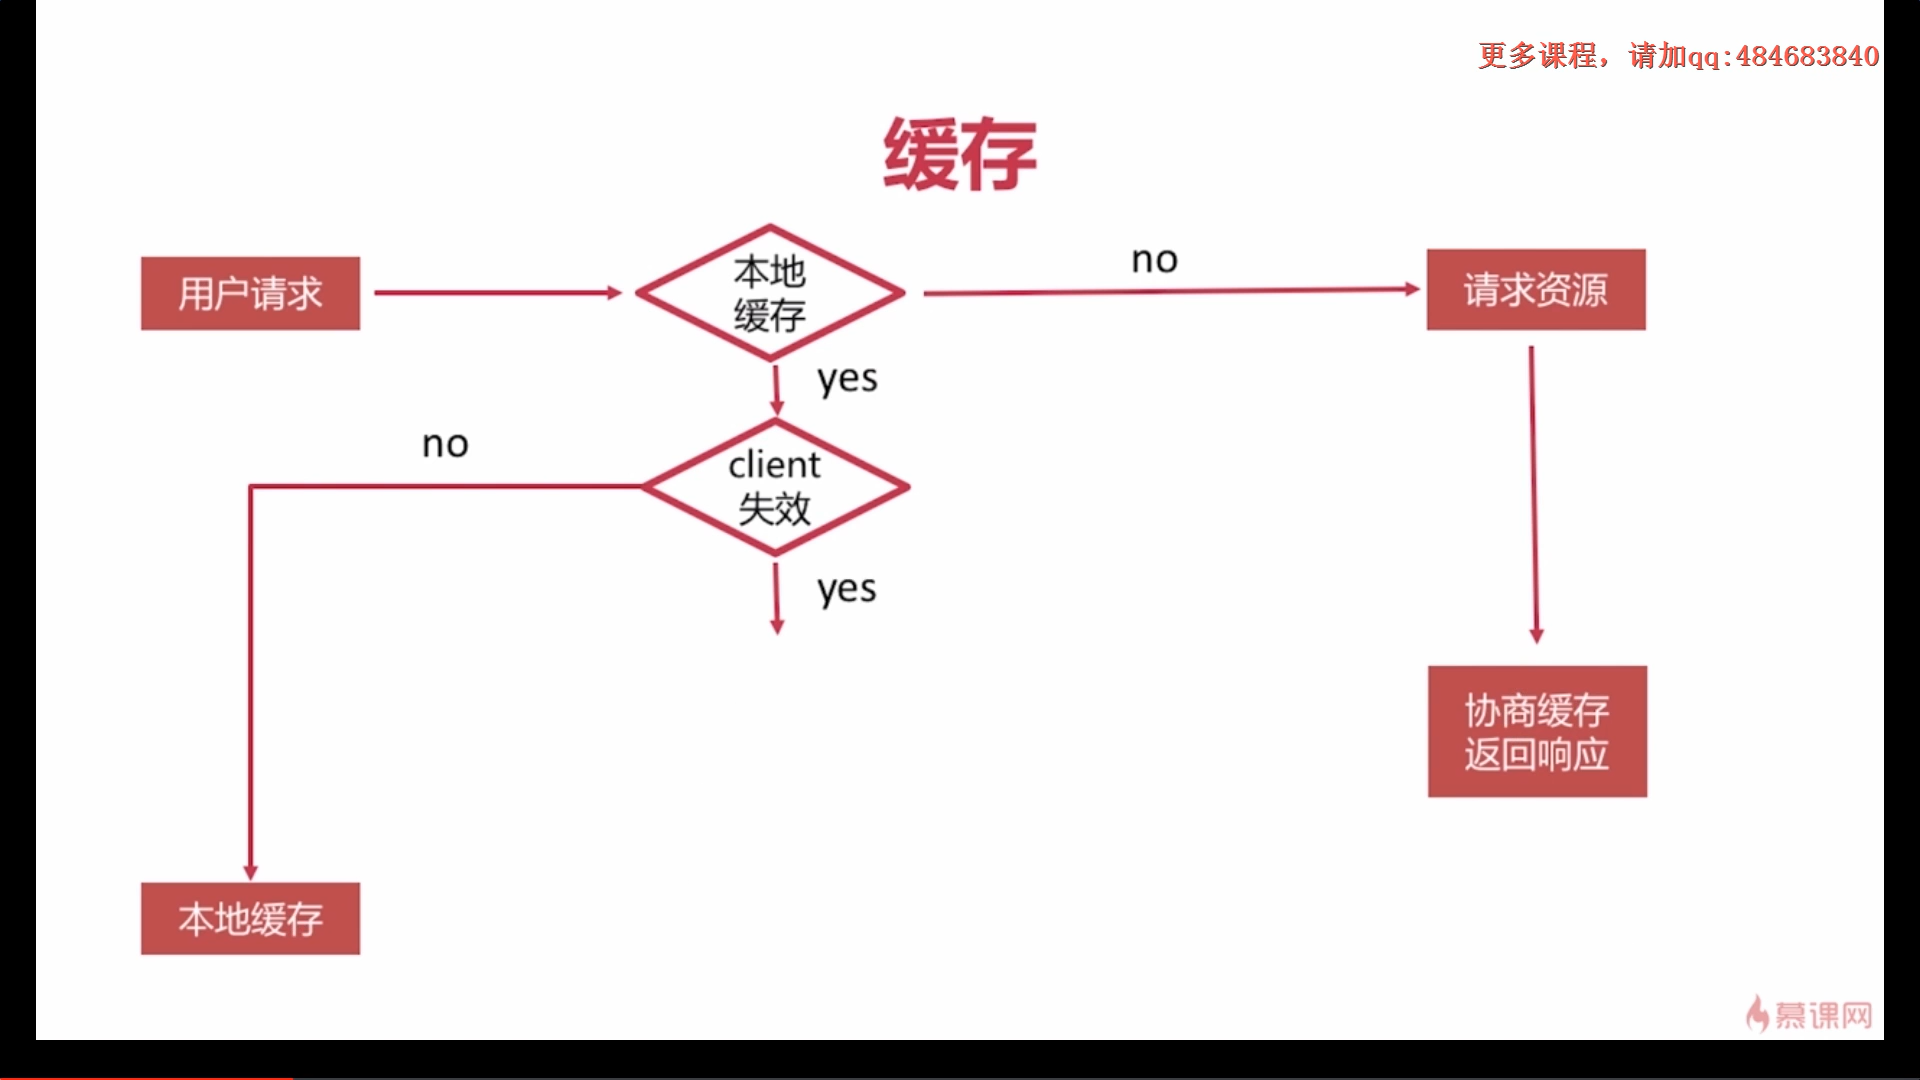 更多课程，请加qq:484683840
缓存
用户请求
本地
缓存
no
请求资源
yes
no
client
失效
yes
协商缓存
返回响应
本地缓存
慕课网